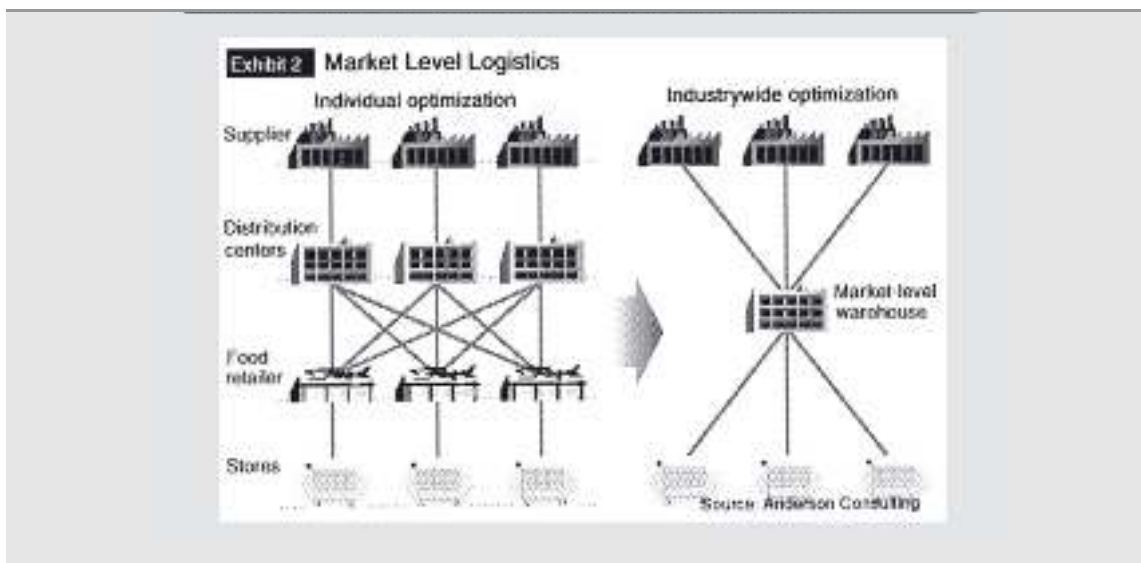 Exhibit 2 Market Level Logistics
Individual optimization
Industrywide optimization
Supplier
Distribution
centers
Market-level
warehouse
Food
retailer
Stores
Source: Anderson Consulting